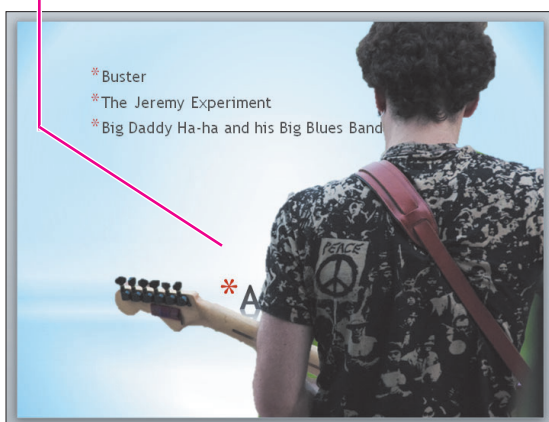 *Buster
*The Jeremy Experiment
*Big Daddy Ha-ha and his Big Blues Band
PEACE
*A